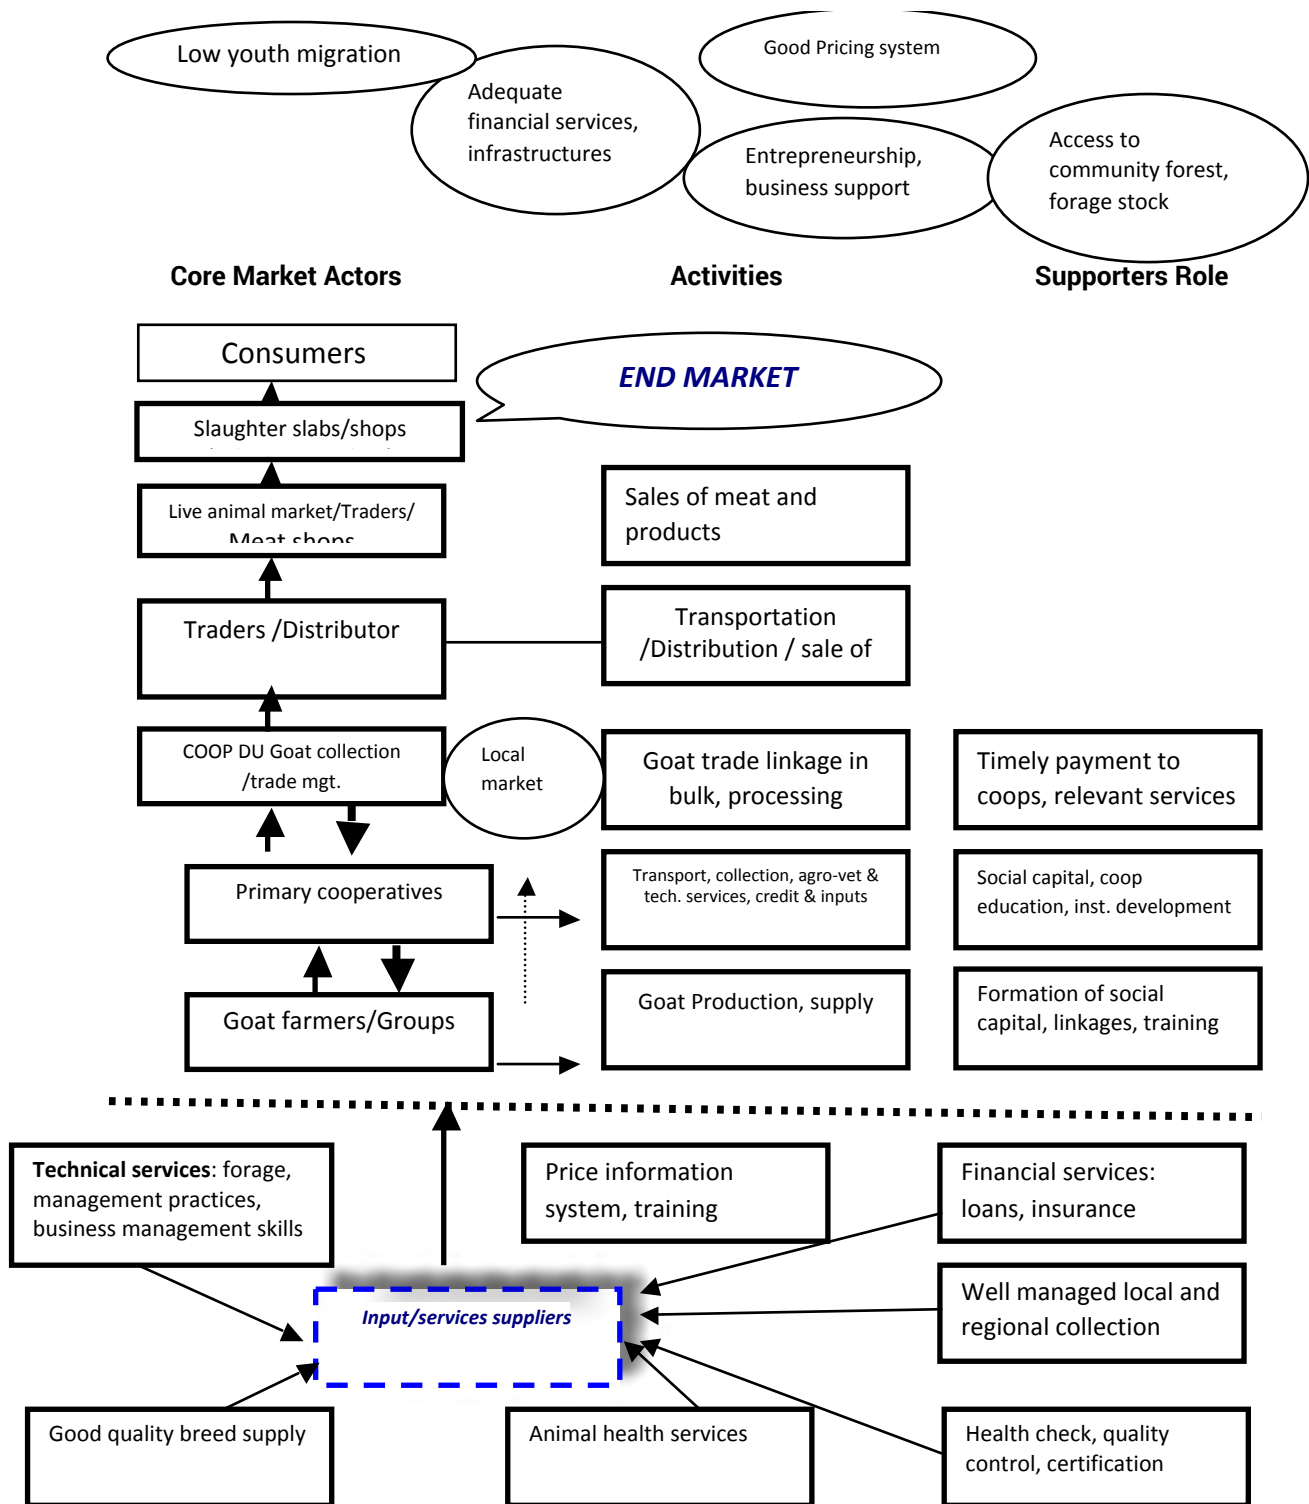 Low youth migration
Good Pricing system
Adequate
financial services,
infrastructures
Entrepreneurship,
business support
Access to
community forest,
forage stock
Core Market Actors
Activities
Supporters Role
Consumers
END MARKET
Slaughter slabs/shops
Live animal market/Traders/
Meat shops
Sales of meat and
products
Traders /Distributor
Transportation
/Distribution / sale of
COOP DU Goat collection
/trade mgt.
Local
market
Goat trade linkage in
bulk, processing
Timely payment to
coops, relevant services
Primary cooperatives
Transport, collection, agro-vet &
tech. services, credit & inputs
Social capital, coop
education, inst. development
Goat farmers/Groups
Goat Production, supply
Formation of social
capital, linkages, training
Technical services: forage,
management practices,
business management skills
Price information
system, training
Financial services:
loans, insurance
Input/services suppliers
Well managed local and
regional collection
Good quality breed supply
Animal health services
Health check, quality
control, certification